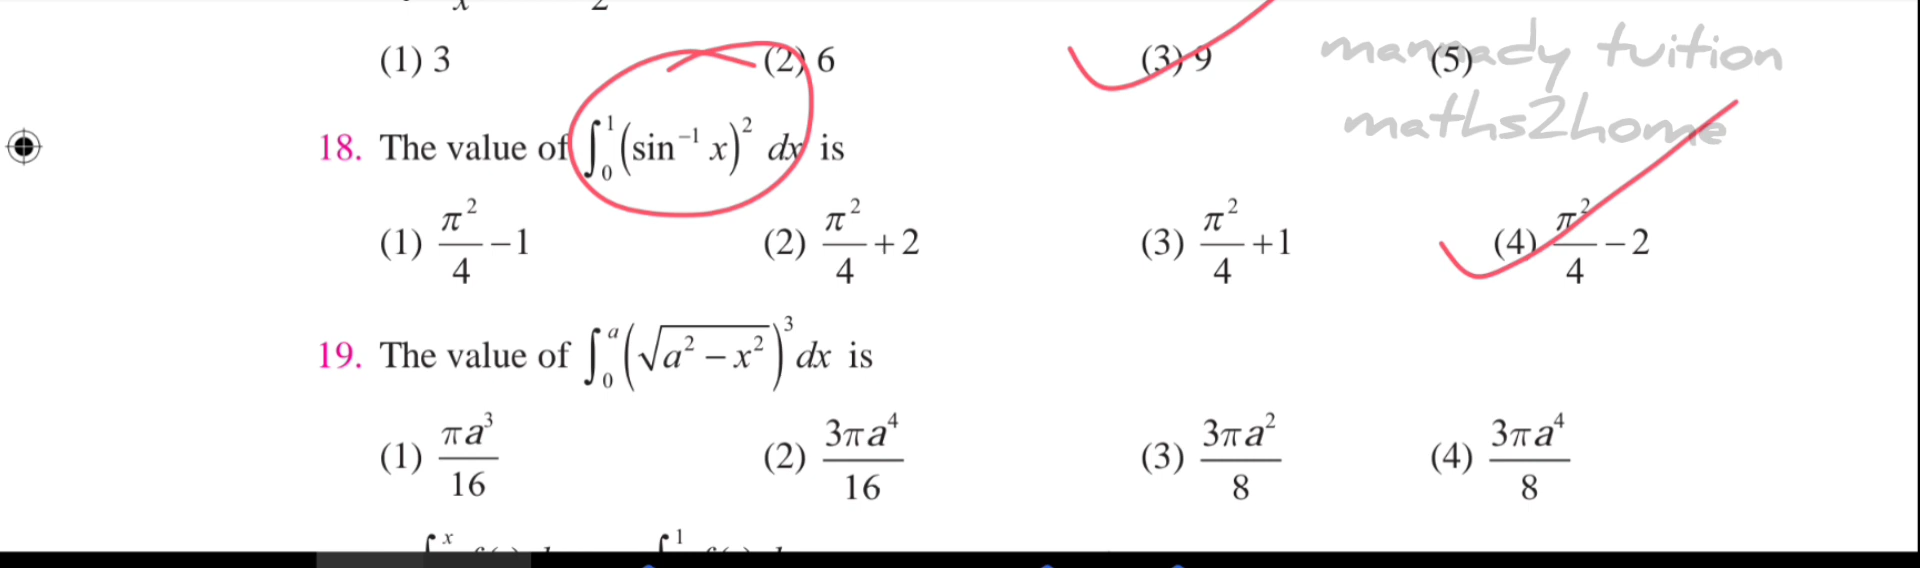 (1) 3 (2) 6 (3) 9 (5)
mannady tuition
maths2home
18. The value of ∫₀¹ (sin⁻¹ x)² dx is
(1) π²/4 −1 (2) π²/4 +2 (3) π²/4 +1 (4) π²/4 −2
19. The value of ∫₀ᵃ (√(a² − x²))³ dx is
(1) πa³/16 (2) 3πa⁴/16 (3) 3πa²/8 (4) 3πa⁴/8